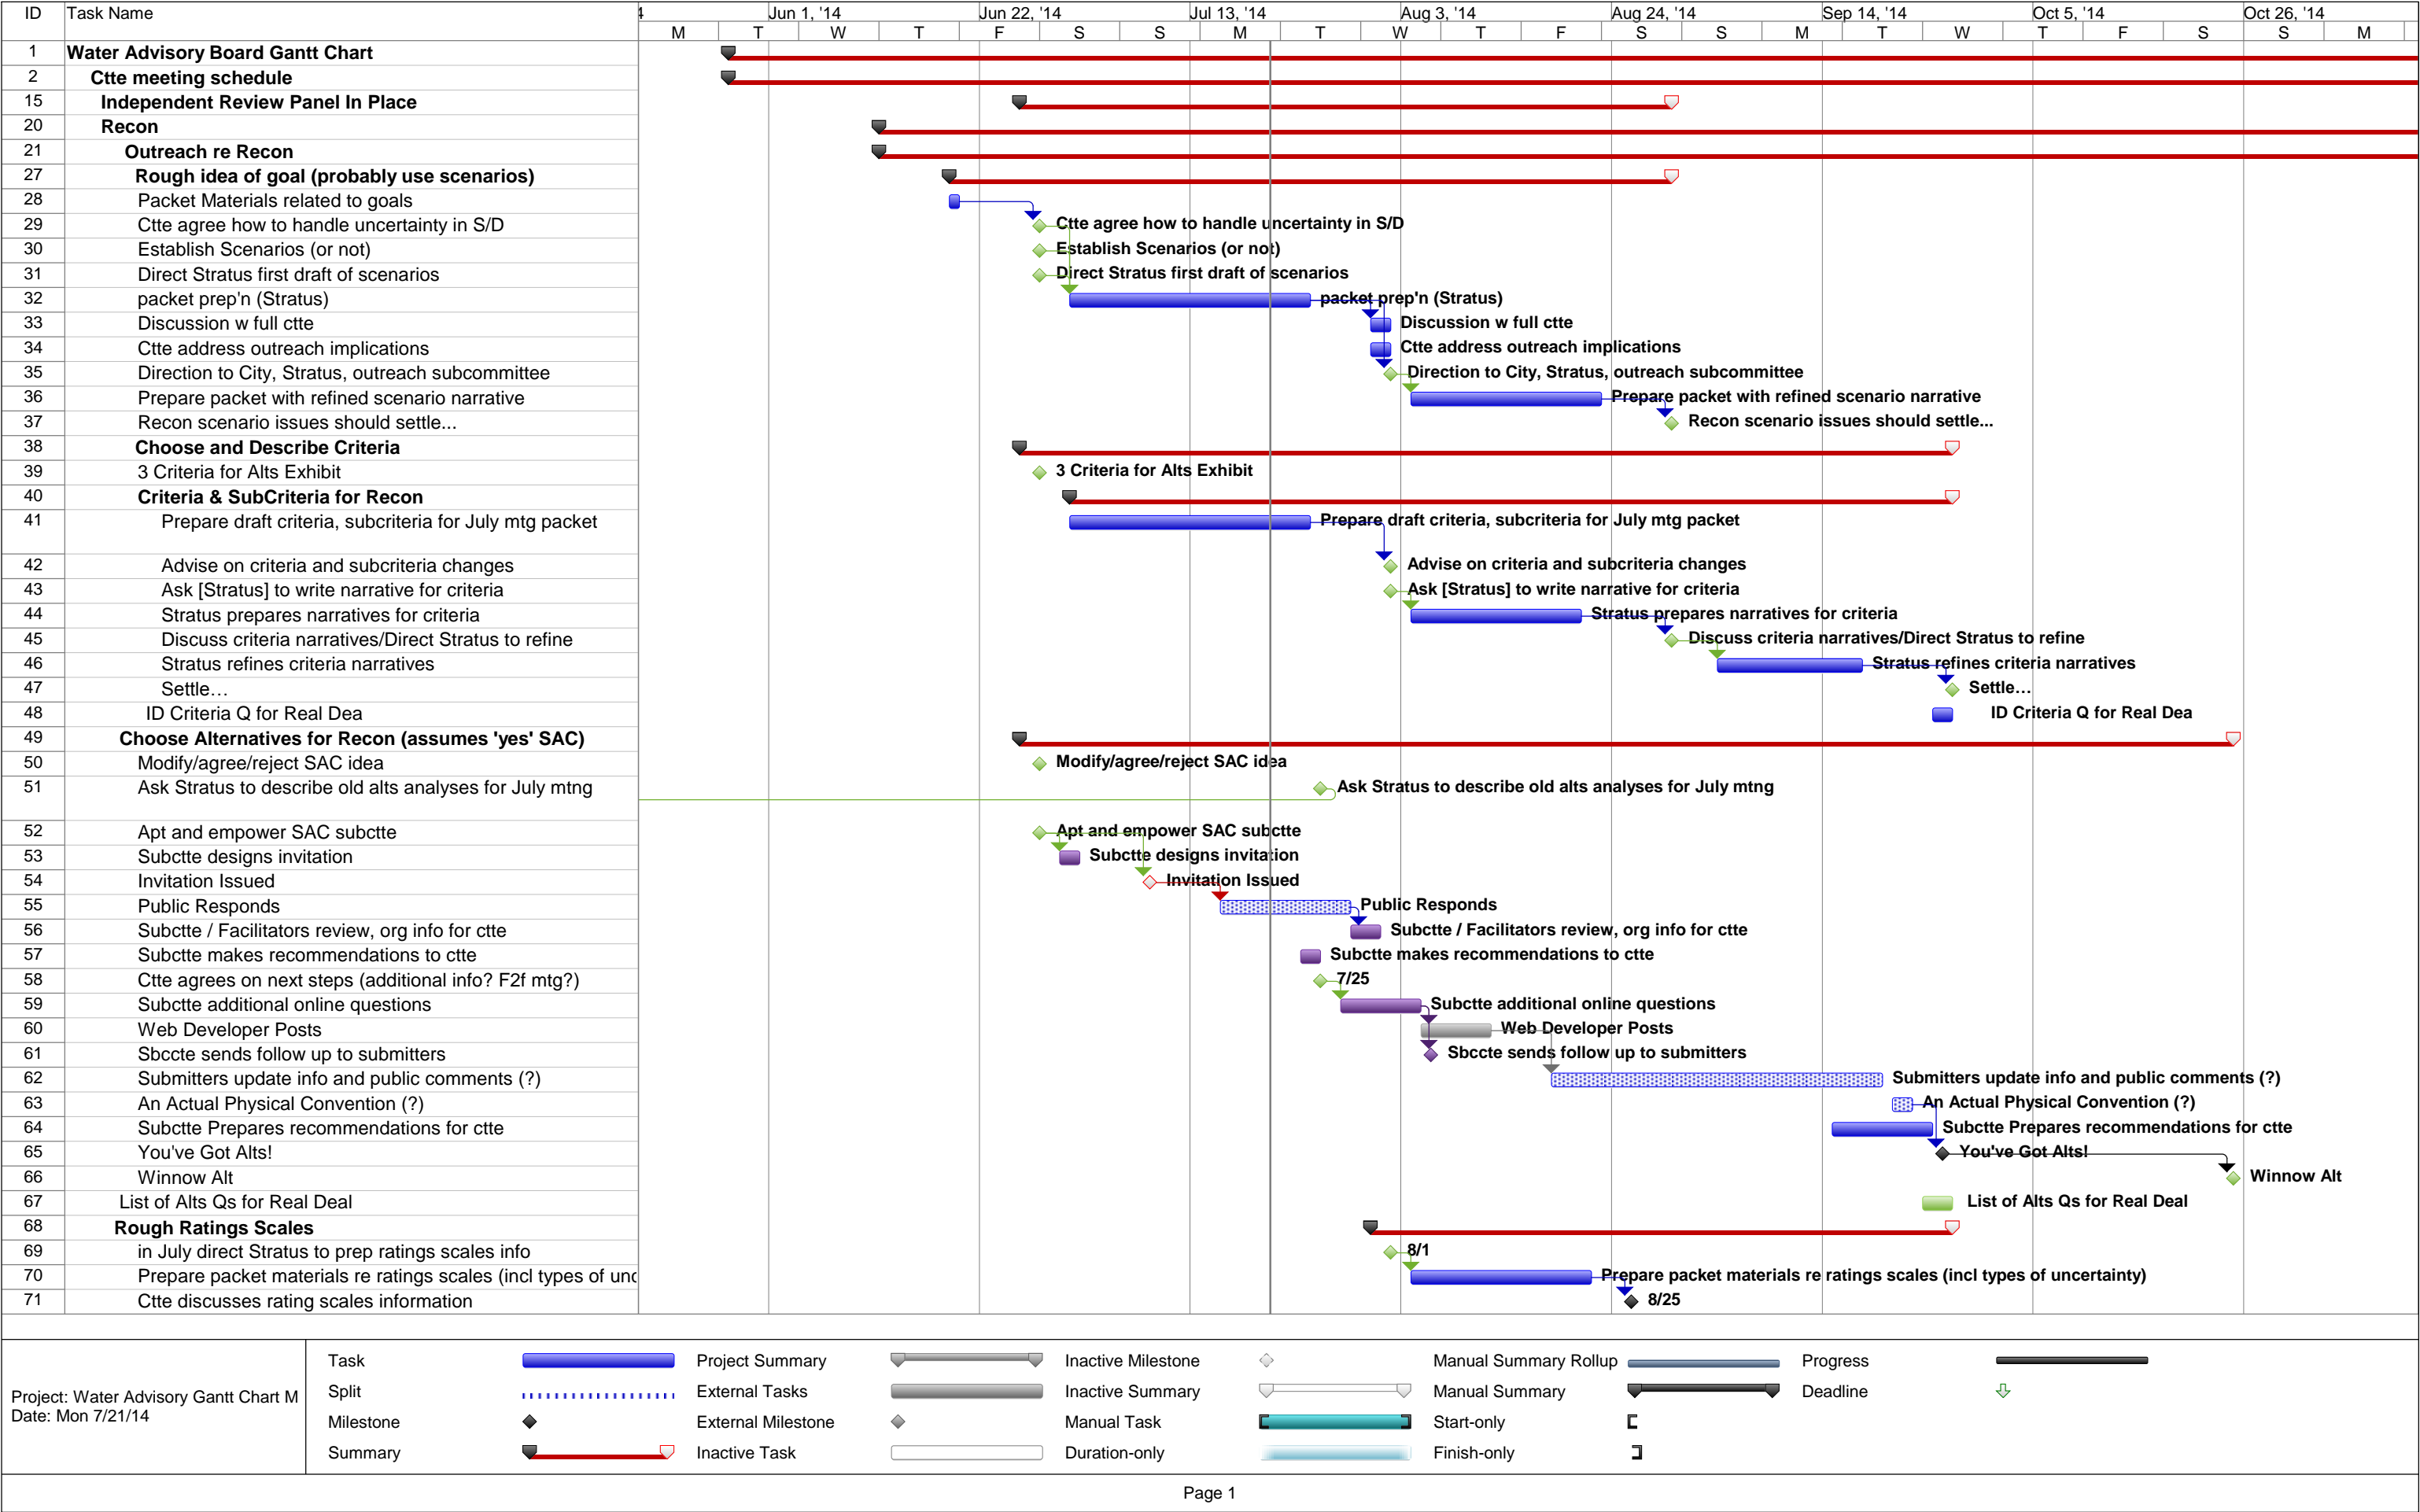 ID Task Name 4 Jun 1, '14 Jun 22, '14 Jul 13, '14 Aug 3, '14 Aug 24, '14 Sep 14, '14 Oct 5, '14 Oct 26, '14
M T W T F S S M T W T F S S M T W T F S S M
1 Water Advisory Board Gantt Chart
2 Ctte meeting schedule
15 Independent Review Panel In Place
20 Recon
21 Outreach re Recon
27 Rough idea of goal (probably use scenarios)
28 Packet Materials related to goals
29 Ctte agree how to handle uncertainty in S/D Ctte agree how to handle uncertainty in S/D
30 Establish Scenarios (or not) Establish Scenarios (or not)
31 Direct Stratus first draft of scenarios Direct Stratus first draft of scenarios
32 packet prep'n (Stratus) packet prep'n (Stratus)
33 Discussion w full ctte Discussion w full ctte
34 Ctte address outreach implications Ctte address outreach implications
35 Direction to City, Stratus, outreach subcommittee Direction to City, Stratus, outreach subcommittee
36 Prepare packet with refined scenario narrative Prepare packet with refined scenario narrative
37 Recon scenario issues should settle... Recon scenario issues should settle...
38 Choose and Describe Criteria
39 3 Criteria for Alts Exhibit 3 Criteria for Alts Exhibit
40 Criteria & SubCriteria for Recon
41 Prepare draft criteria, subcriteria for July mtg packet Prepare draft criteria, subcriteria for July mtg packet
42 Advise on criteria and subcriteria changes Advise on criteria and subcriteria changes
43 Ask [Stratus] to write narrative for criteria Ask [Stratus] to write narrative for criteria
44 Stratus prepares narratives for criteria Stratus prepares narratives for criteria
45 Discuss criteria narratives/Direct Stratus to refine Discuss criteria narratives/Direct Stratus to refine
46 Stratus refines criteria narratives Stratus refines criteria narratives
47 Settle… Settle…
48 ID Criteria Q for Real Dea ID Criteria Q for Real Dea
49 Choose Alternatives for Recon (assumes 'yes' SAC)
50 Modify/agree/reject SAC idea Modify/agree/reject SAC idea
51 Ask Stratus to describe old alts analyses for July mtng Ask Stratus to describe old alts analyses for July mtng
52 Apt and empower SAC subctte Apt and empower SAC subctte
53 Subctte designs invitation Subctte designs invitation
54 Invitation Issued Invitation Issued
55 Public Responds Public Responds
56 Subctte / Facilitators review, org info for ctte Subctte / Facilitators review, org info for ctte
57 Subctte makes recommendations to ctte Subctte makes recommendations to ctte
58 Ctte agrees on next steps (additional info? F2f mtg?) 7/25
59 Subctte additional online questions Subctte additional online questions
60 Web Developer Posts Web Developer Posts
61 Sbccte sends follow up to submitters Sbccte sends follow up to submitters
62 Submitters update info and public comments (?) Submitters update info and public comments (?)
63 An Actual Physical Convention (?) An Actual Physical Convention (?)
64 Subctte Prepares recommendations for ctte Subctte Prepares recommendations for ctte
65 You've Got Alts! You've Got Alts!
66 Winnow Alt Winnow Alt
67 List of Alts Qs for Real Deal List of Alts Qs for Real Deal
68 Rough Ratings Scales
69 in July direct Stratus to prep ratings scales info 8/1
70 Prepare packet materials re ratings scales (incl types of unc Prepare packet materials re ratings scales (incl types of uncertainty)
71 Ctte discusses rating scales information 8/25
Project: Water Advisory Gantt Chart M
Date: Mon 7/21/14
Task Project Summary Inactive Milestone Manual Summary Rollup Progress
Split External Tasks Inactive Summary Manual Summary Deadline
Milestone External Milestone Manual Task Start-only
Summary Inactive Task Duration-only Finish-only
Page 1